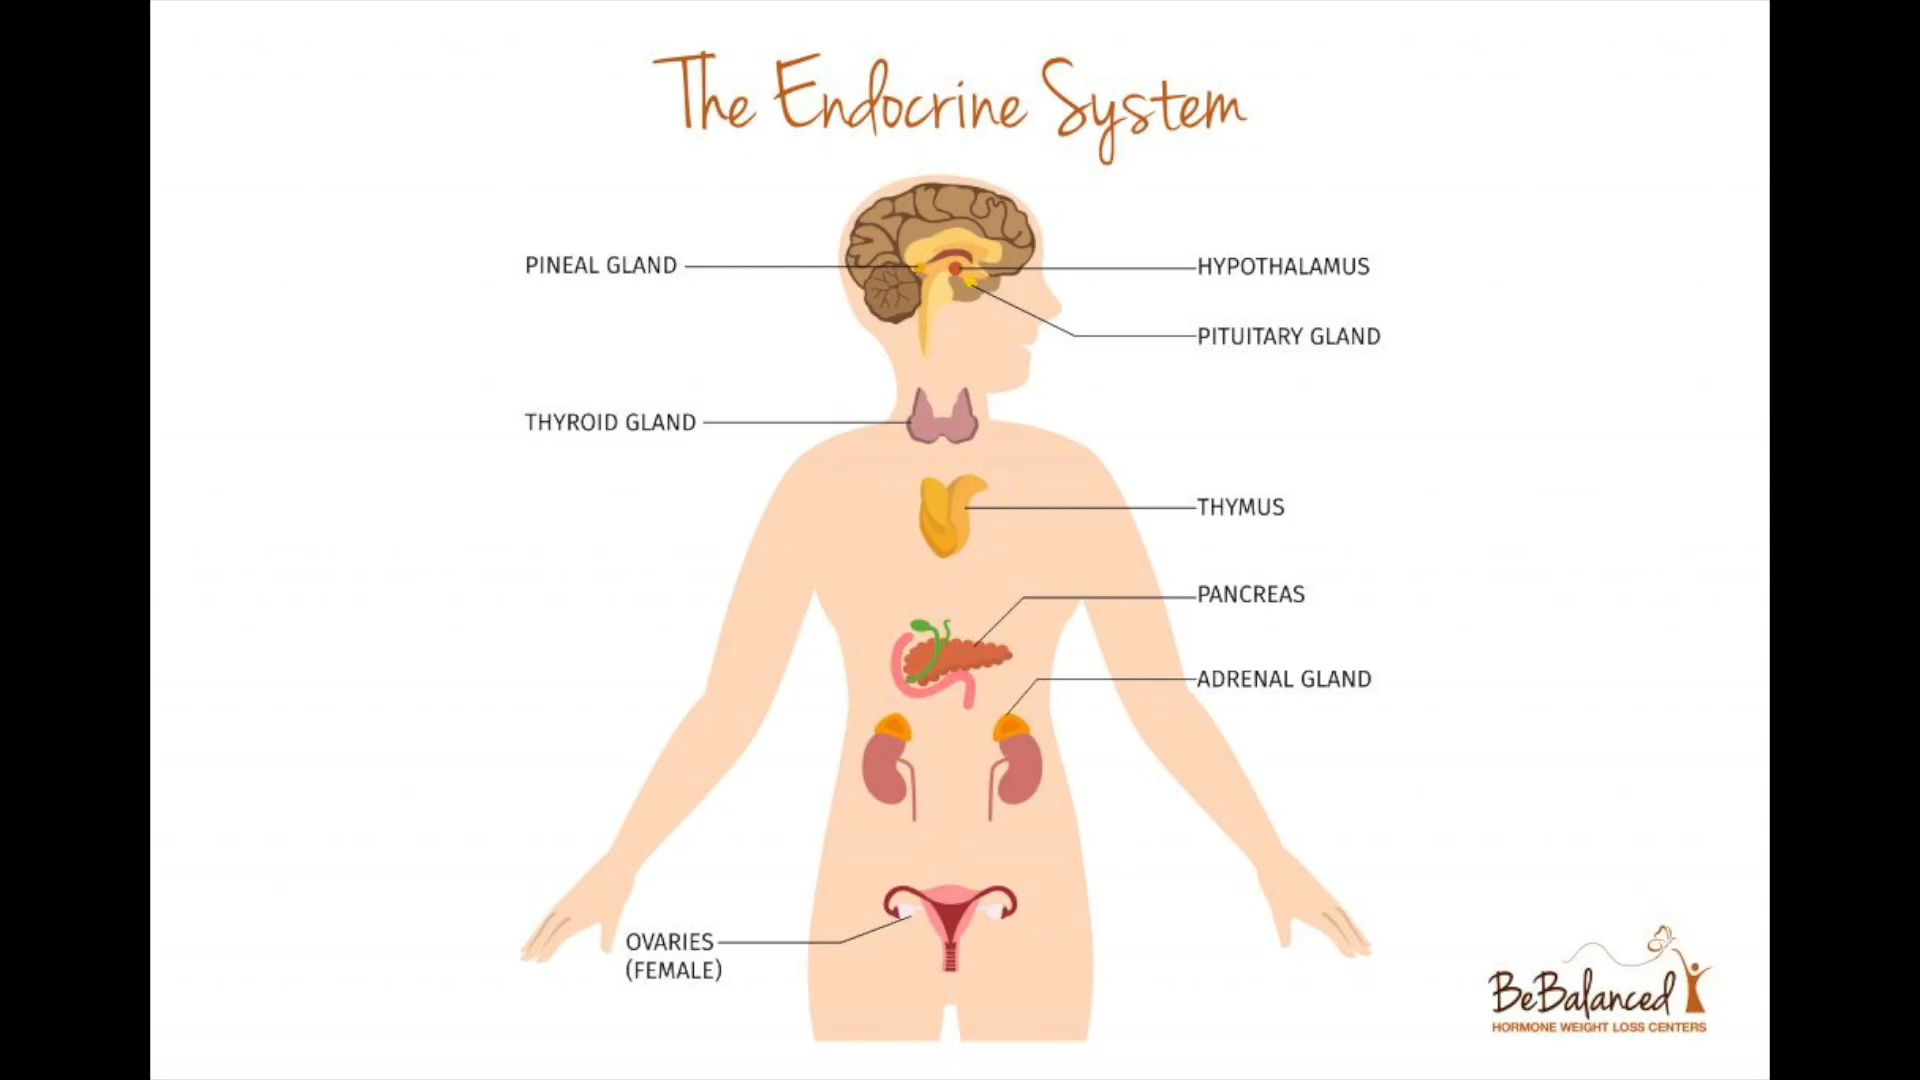 The Endocrine System
PINEAL GLAND
HYPOTHALAMUS
PITUITARY GLAND
THYROID GLAND
THYMUS
PANCREAS
ADRENAL GLAND
OVARIES
(FEMALE)
BeBalanced
HORMONE WEIGHT LOSS CENTERS